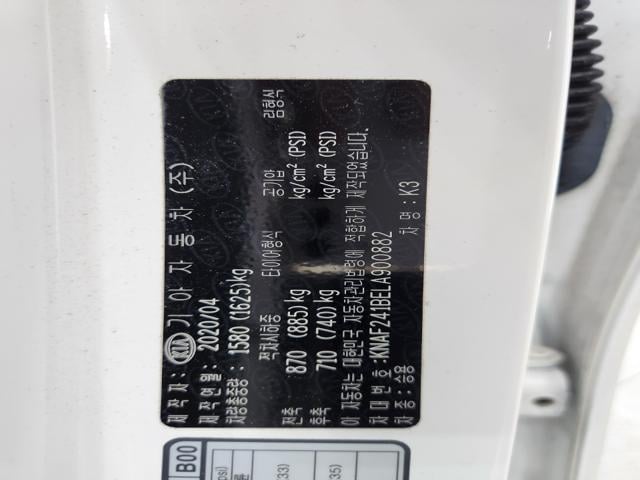 제 작 자 : KIA 기 아 자 동 차 (주)
제작연월 : 2020/04
차량총중량 : 1580 (1625)kg
적차시하중 타이어형식 공기압 림형식
전축 870 (885)kg kg/cm² (PSI)
후축 710 (740)kg kg/cm² (PSI)
이 자동차는 대한민국 자동차관리법령에 적합하게 제작되었습니다.
차 대 번 호 : KNAF241BELA900882
차 종 : 승용 차 명 : K3
B00
(33)
(35)